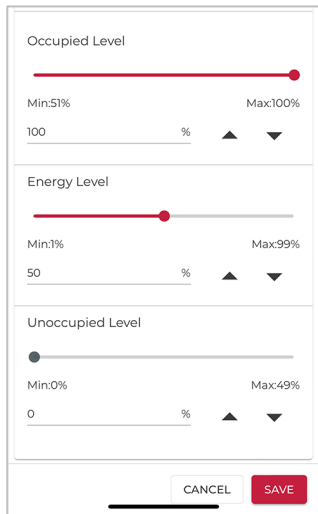 Occupied Level
Min:51% Max:100%
100 %
Energy Level
Min:1% Max:99%
50 %
Unoccupied Level
Min:0% Max:49%
0 %
CANCEL SAVE